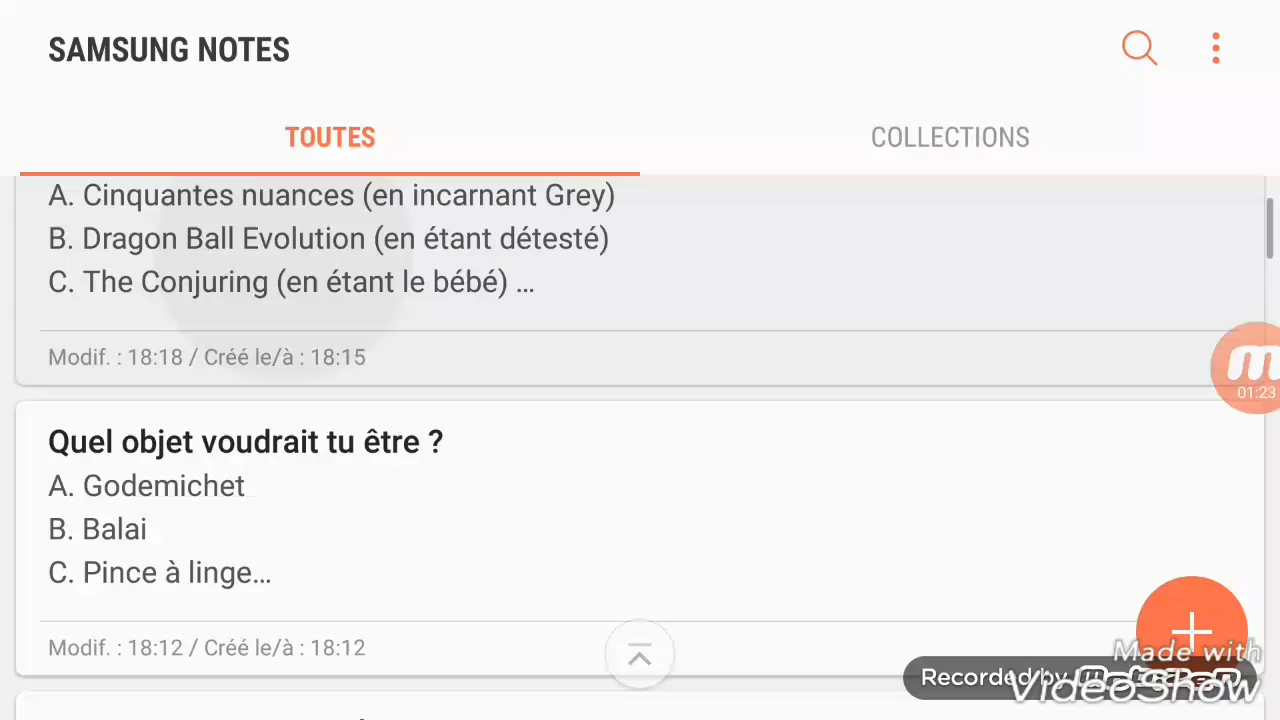 SAMSUNG NOTES
TOUTES
COLLECTIONS
A. Cinquantes nuances (en incarnant Grey)
B. Dragon Ball Evolution (en étant détesté)
C. The Conjuring (en étant le bébé) ...
Modif. : 18:18 / Créé le/à : 18:15
01:23
Quel objet voudrait tu être ?
A. Godemichet
B. Balai
C. Pince à linge...
Modif. : 18:12 / Créé le/à : 18:12
Made with
Recorded by
VideoShow